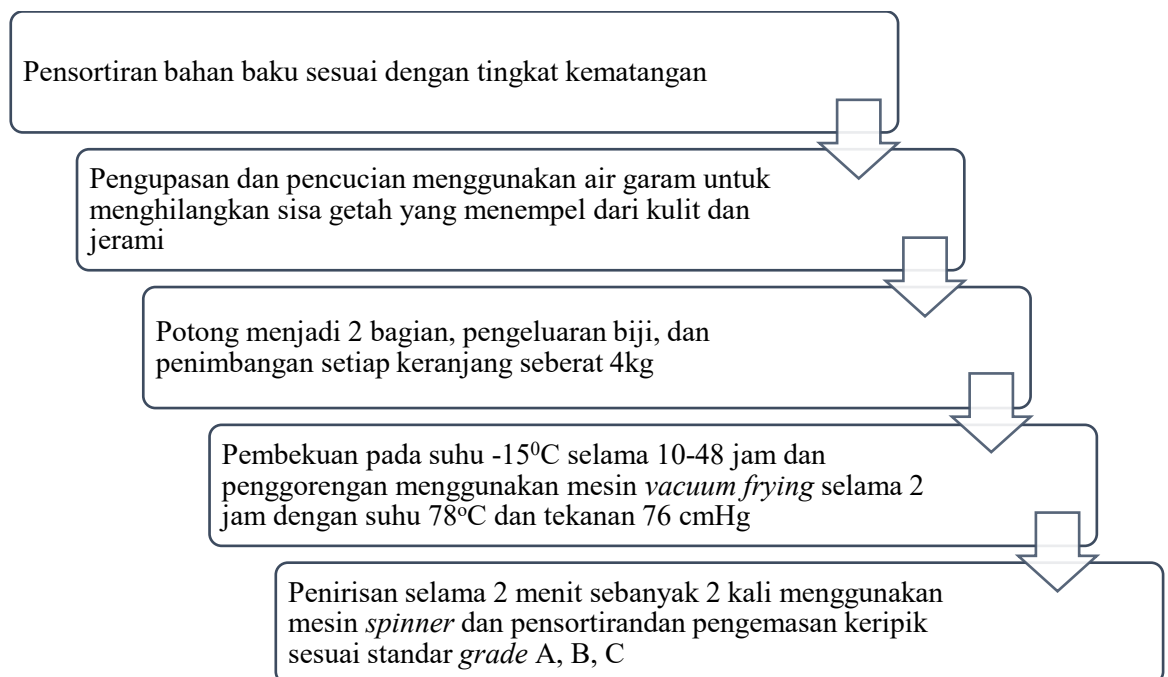 Pensortiran bahan baku sesuai dengan tingkat kematangan
Pengupasan dan pencucian menggunakan air garam untuk
menghilangkan sisa getah yang menempel dari kulit dan
jerami
Potong menjadi 2 bagian, pengeluaran biji, dan
penimbangan setiap keranjang seberat 4kg
Pembekuan pada suhu -15⁰C selama 10-48 jam dan
penggorengan menggunakan mesin vacuum frying selama 2
jam dengan suhu 78ᵒC dan tekanan 76 cmHg
Penirisan selama 2 menit sebanyak 2 kali menggunakan
mesin spinner dan pensortirandan pengemasan keripik
sesuai standar grade A, B, C